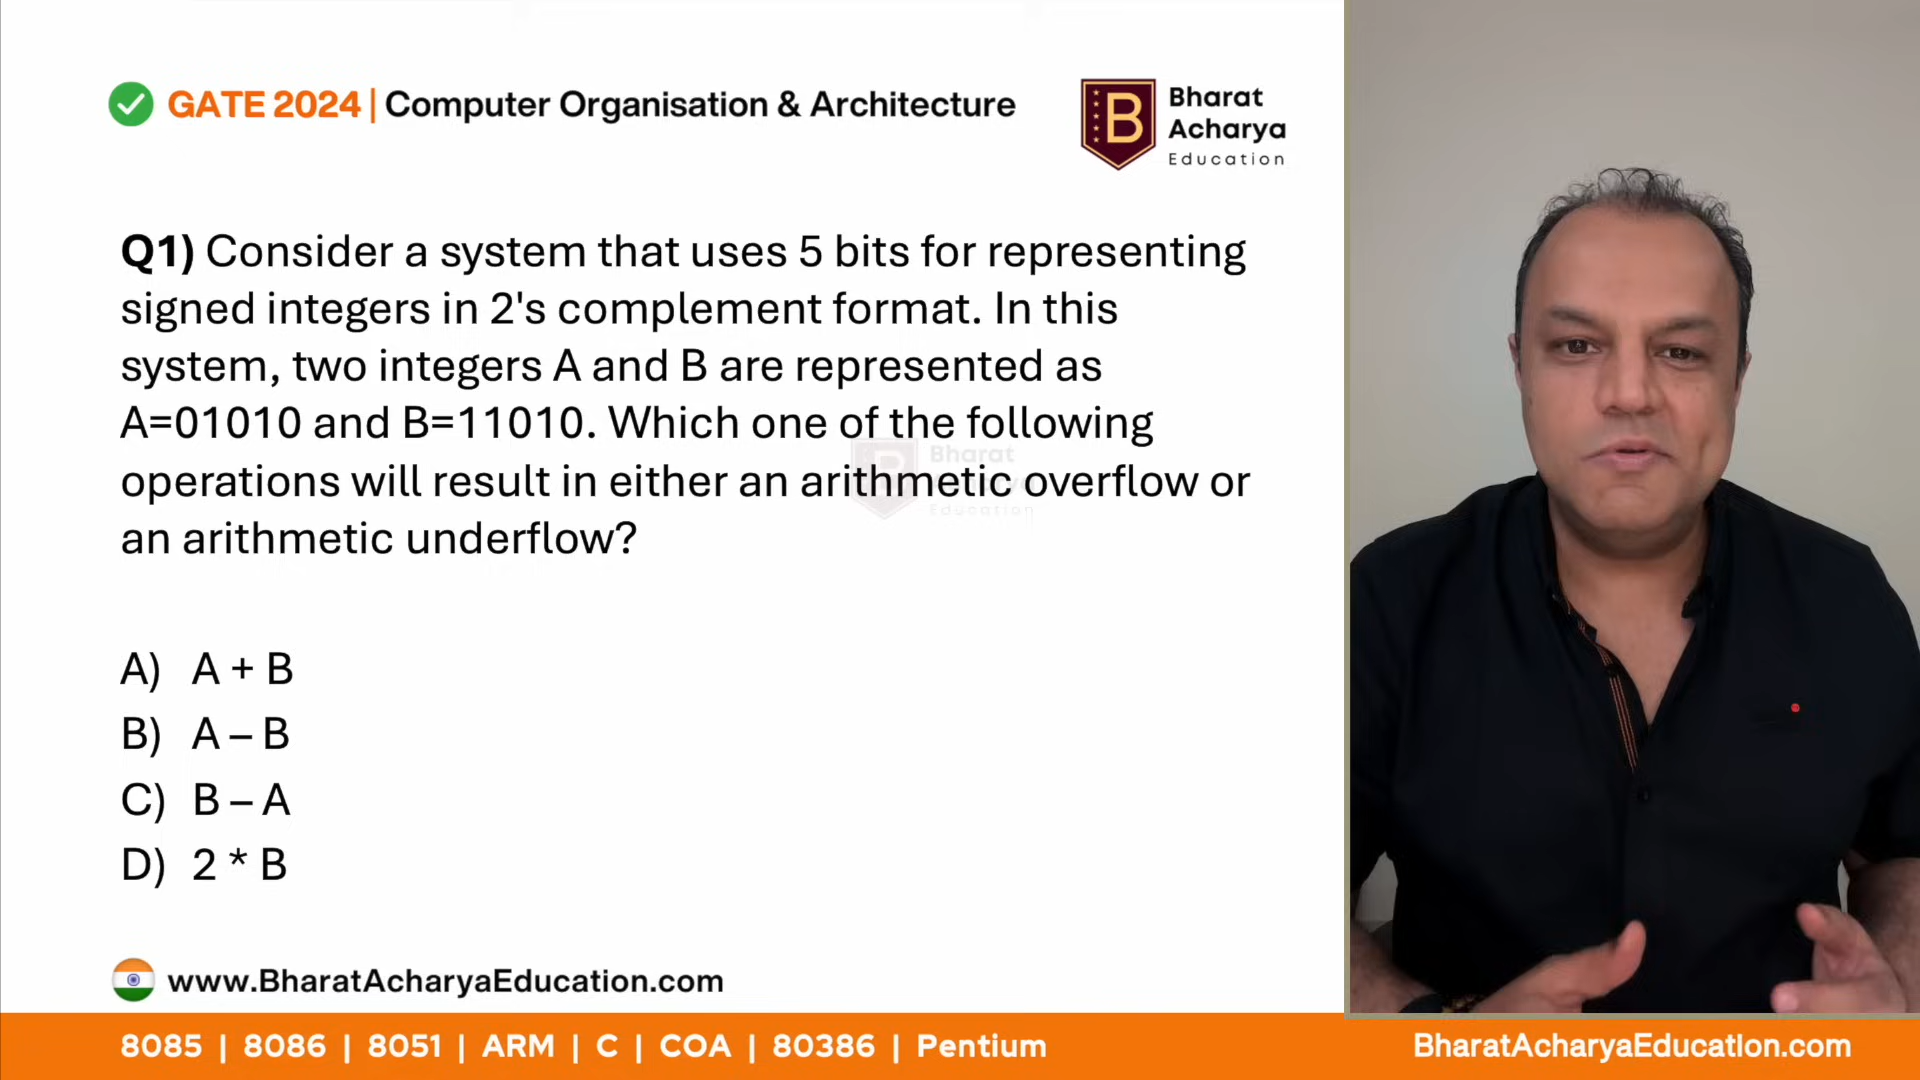 GATE 2024 | Computer Organisation & Architecture
B
Bharat
Acharya
Education
Q1) Consider a system that uses 5 bits for representing
signed integers in 2's complement format. In this
system, two integers A and B are represented as
A=01010 and B=11010. Which one of the following
operations will result in either an arithmetic overflow or
an arithmetic underflow?
Bharat
Education
A) A + B
B) A – B
C) B – A
D) 2 * B
www.BharatAcharyaEducation.com
8085 | 8086 | 8051 | ARM | C | COA | 80386 | Pentium
BharatAcharyaEducation.com